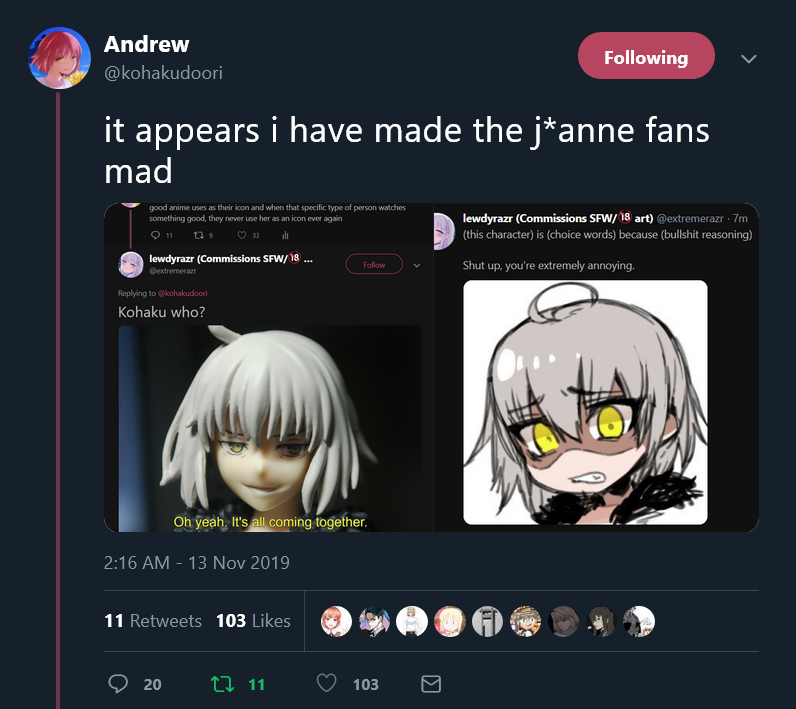 Andrew
@kohakudoori
Following
it appears i have made the j*anne fans
mad
good anime uses as their icon and when that specific type of person watches
something good, they never use her as an icon ever again
11 9 33
lewdyrazr (Commissions SFW/🔞 ...
@extremerazr
Follow
Replying to @kohakudoori
Kohaku who?
Oh yeah. It's all coming together.
lewdyrazr (Commissions SFW/🔞 art) @extremerazr · 7m
(this character) is (choice words) because (bullshit reasoning)
Shut up, you're extremely annoying.
2:16 AM - 13 Nov 2019
11 Retweets 103 Likes
20 11 103